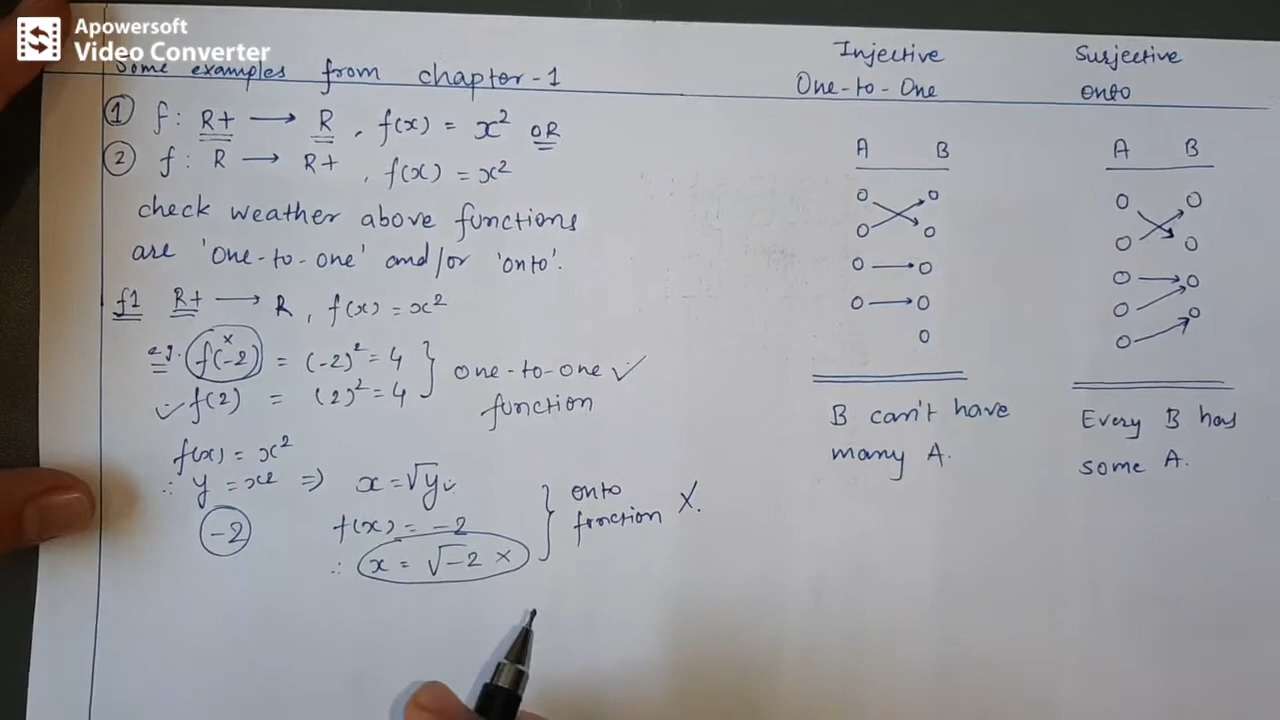 Apowersoft
Video Converter
Some examples from chapter-1
① f: R+ → R, f(x) = x² OR
② f: R → R+, f(x) = x²
check weather above functions
are 'one-to-one' and/or 'onto'.
f1 R+ → R, f(x) = x²
e.g. f(-2) = (-2)² = 4 } one-to-one ✓
x
✓ f(2) = (2)² = 4 function
f(x) = x²
∴ y = x² ⇒ x = √y ✓
-2 f(x) = -2 } onto
function X.
∴ x = √-2 ×
Injective
One-to-One
A B
B can't have
many A.
Surjective
onto
A B
Every B has
some A.